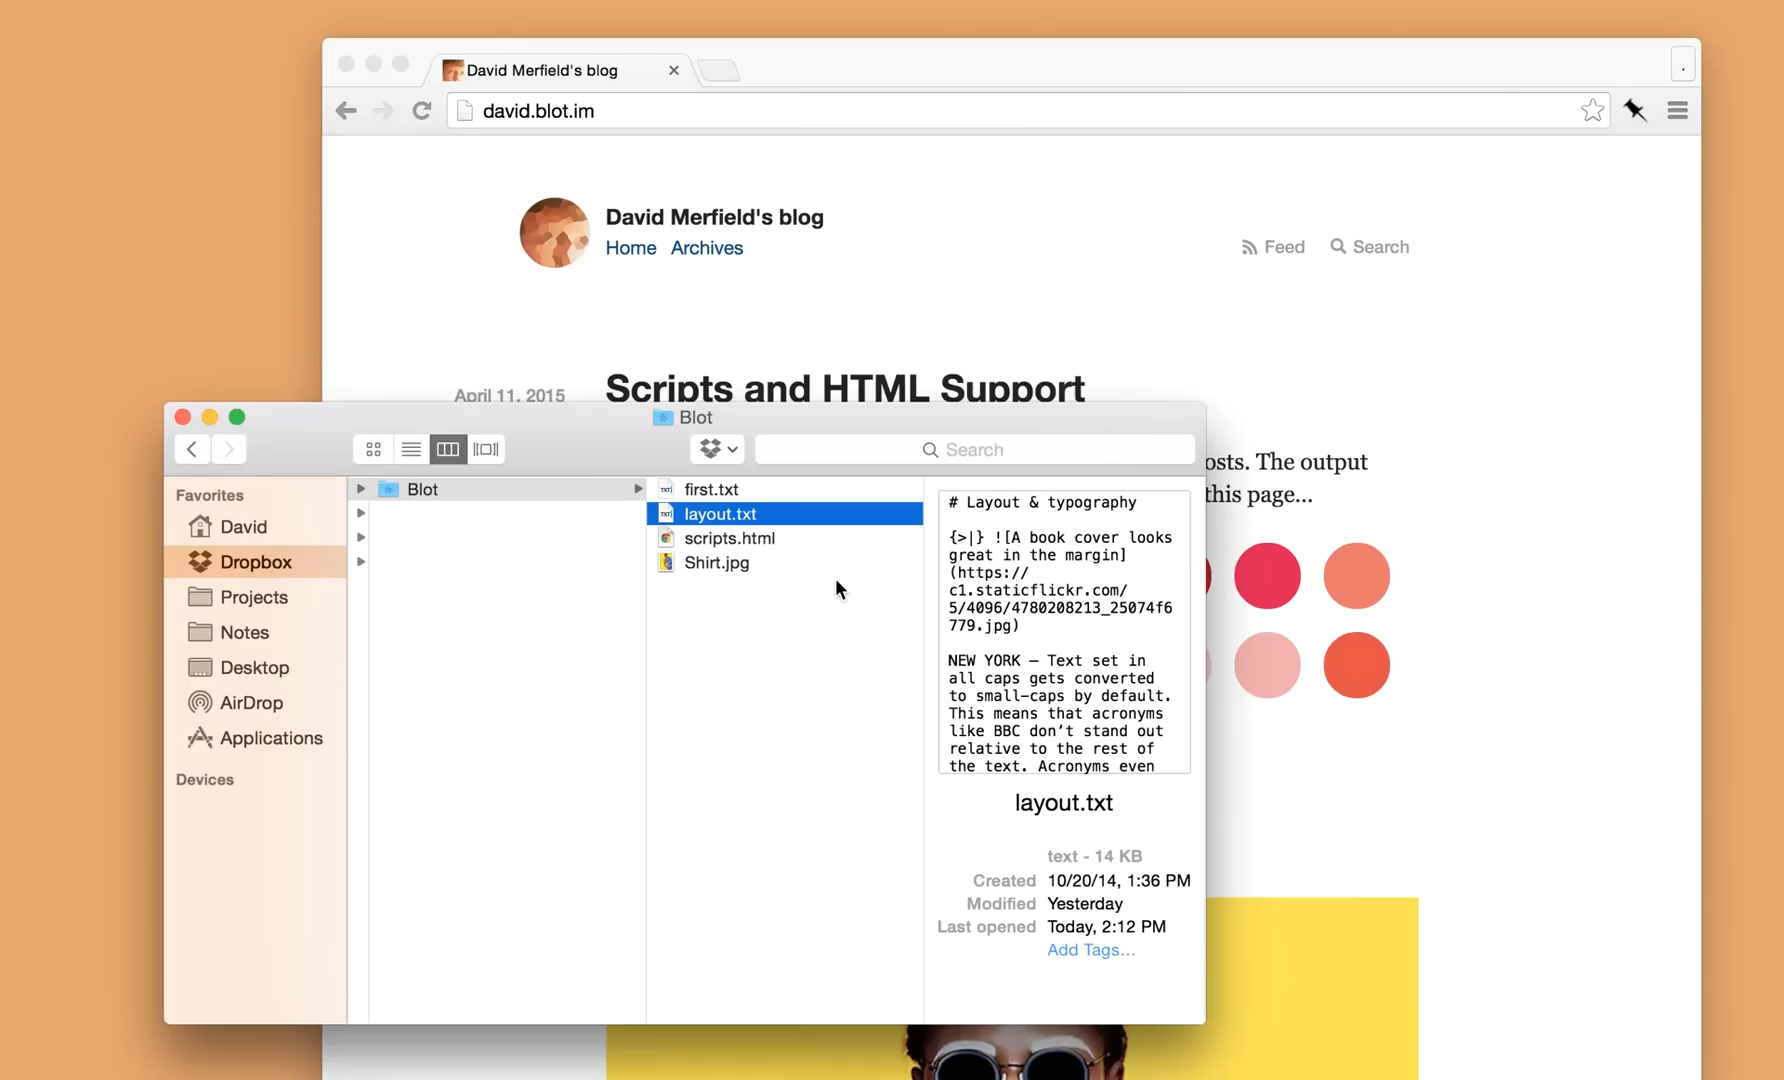 David Merfield's blog
david.blot.im
David Merfield's blog
Home Archives
Feed Search
April 11, 2015
Scripts and HTML Support
osts. The output
this page...
Blot
Search
Favorites
David
Dropbox
Projects
Notes
Desktop
AirDrop
Applications
Devices
Blot
first.txt
layout.txt
scripts.html
Shirt.jpg
# Layout & typography
{>|} ![A book cover looks
great in the margin]
(https://
c1.staticflickr.com/
5/4096/4780208213_25074f6
779.jpg)
NEW YORK – Text set in
all caps gets converted
to small-caps by default.
This means that acronyms
like BBC don’t stand out
relative to the rest of
the text. Acronyms even
layout.txt
text - 14 KB
Created 10/20/14, 1:36 PM
Modified Yesterday
Last opened Today, 2:12 PM
Add Tags...